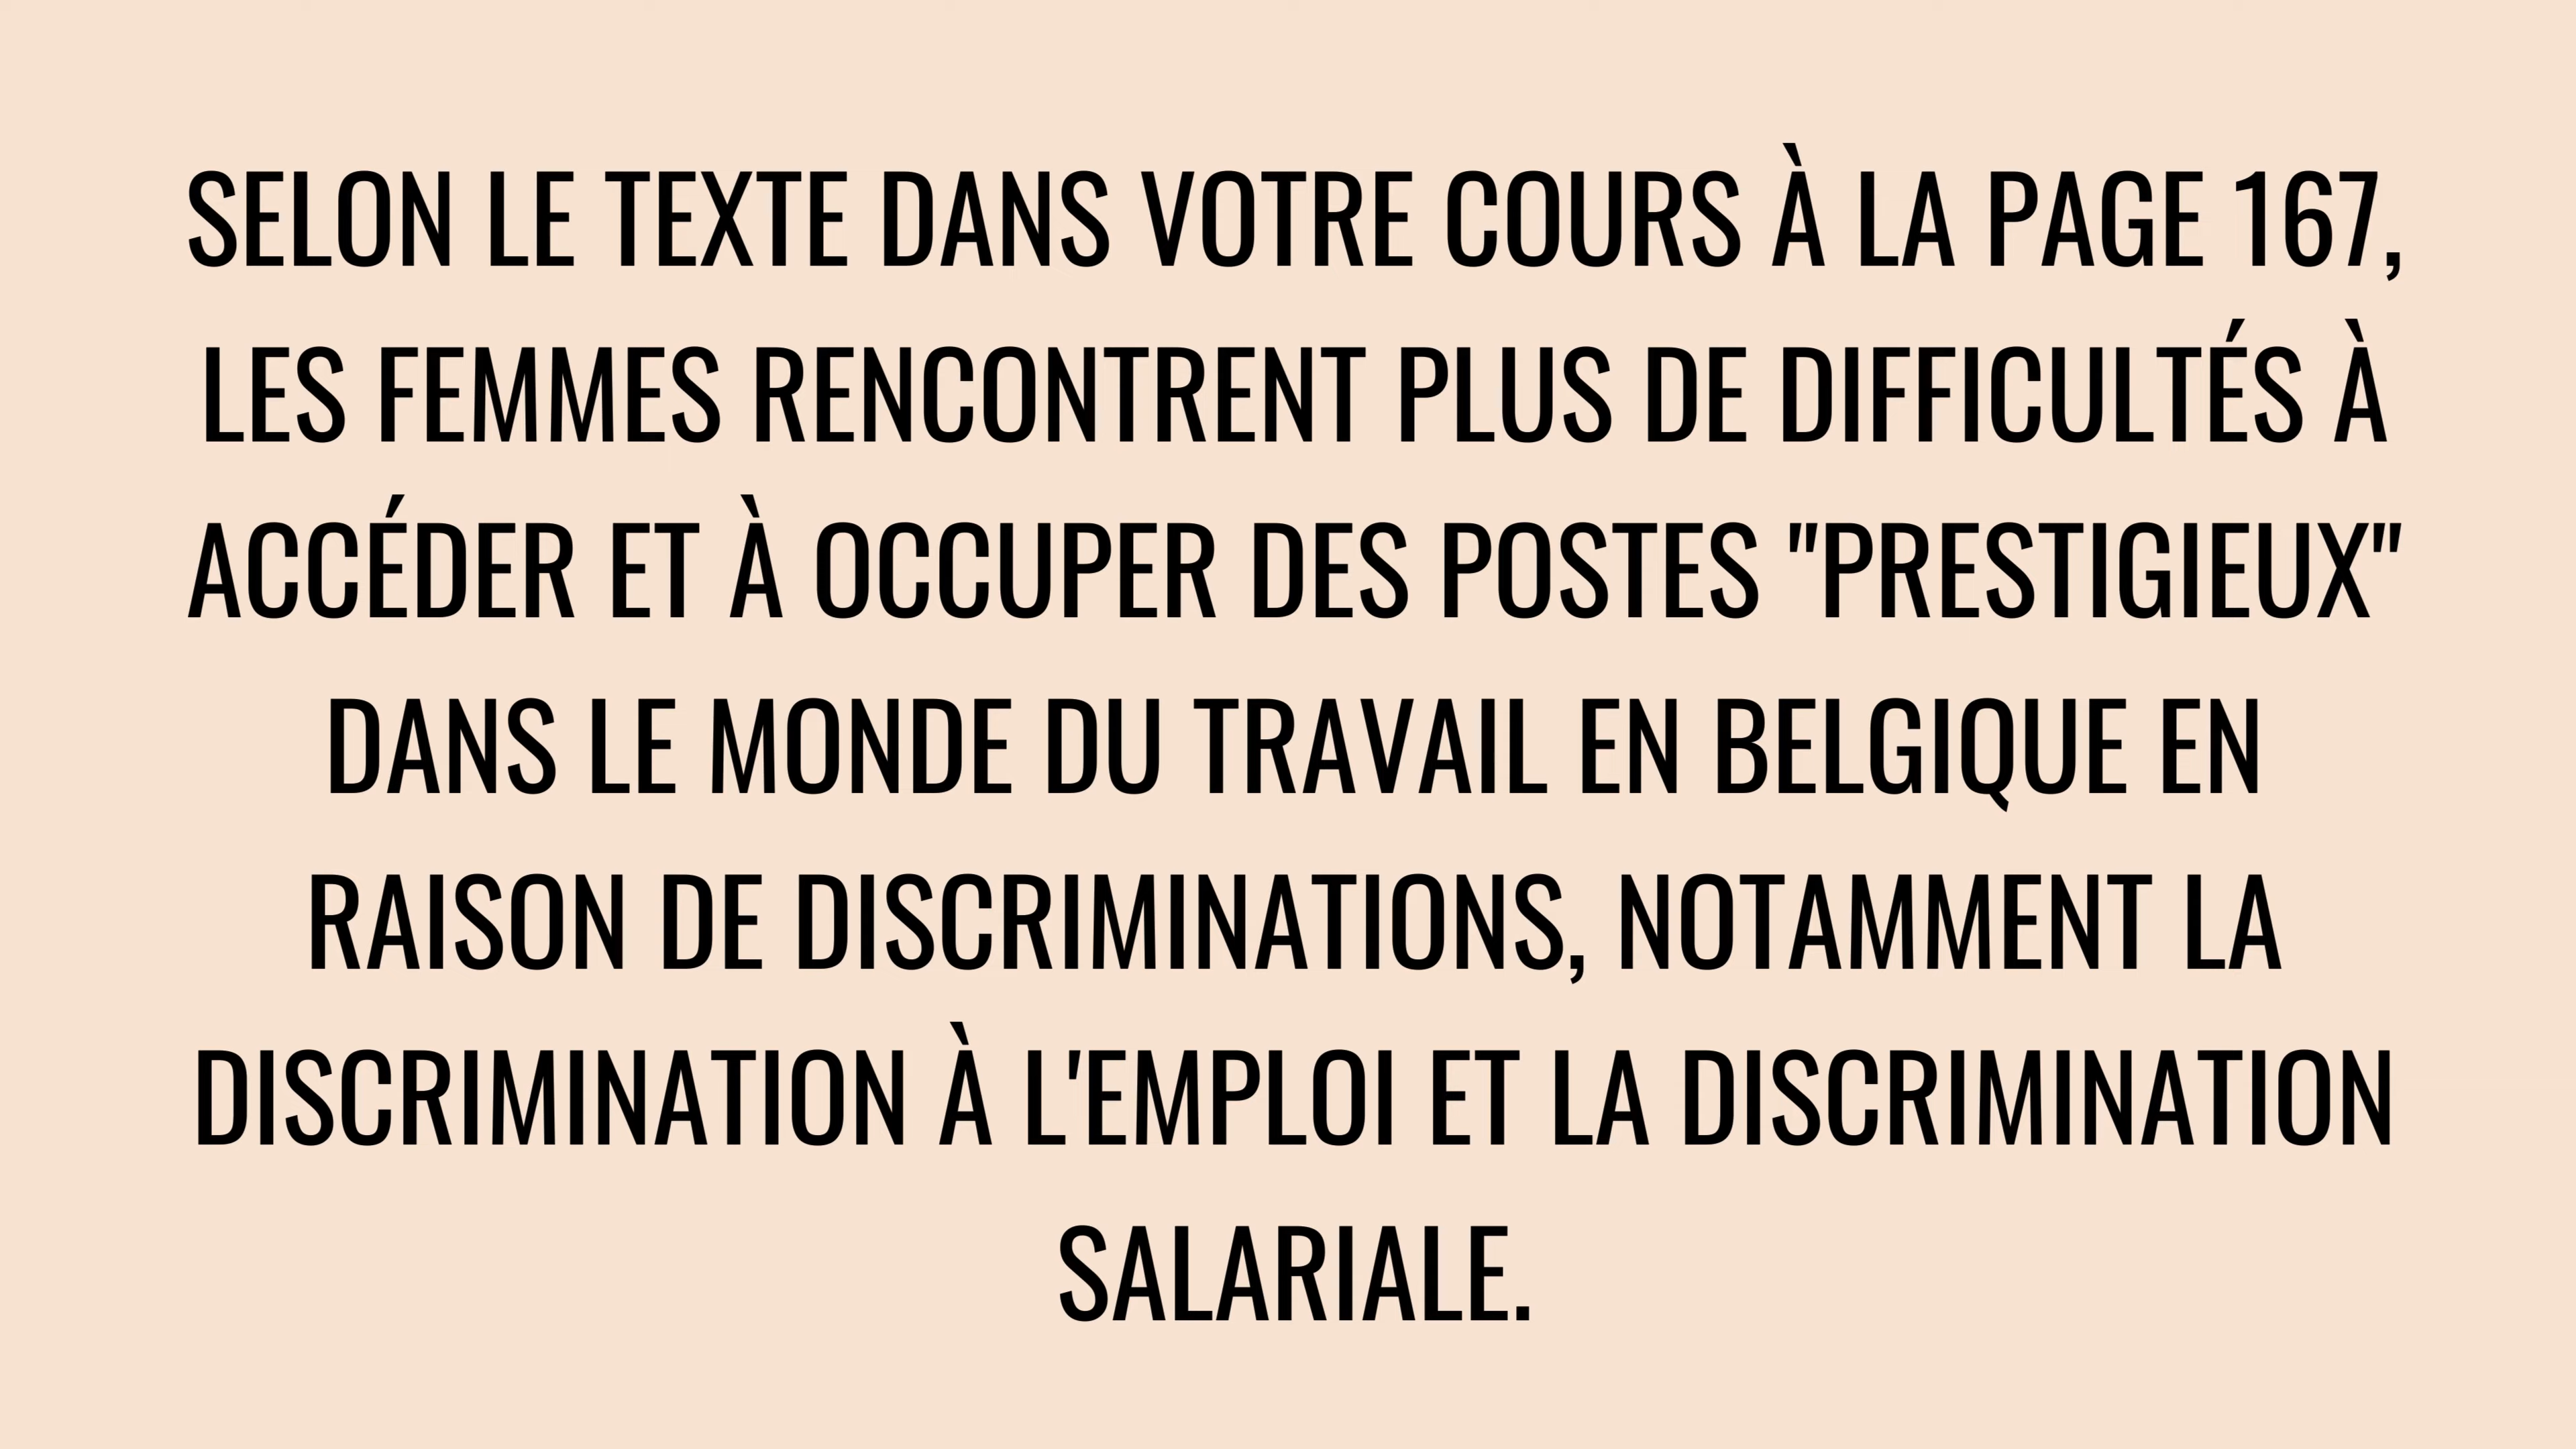 SELON LE TEXTE DANS VOTRE COURS À LA PAGE 167,
LES FEMMES RENCONTRENT PLUS DE DIFFICULTÉS À
ACCÉDER ET À OCCUPER DES POSTES "PRESTIGIEUX"
DANS LE MONDE DU TRAVAIL EN BELGIQUE EN
RAISON DE DISCRIMINATIONS, NOTAMMENT LA
DISCRIMINATION À L'EMPLOI ET LA DISCRIMINATION
SALARIALE.